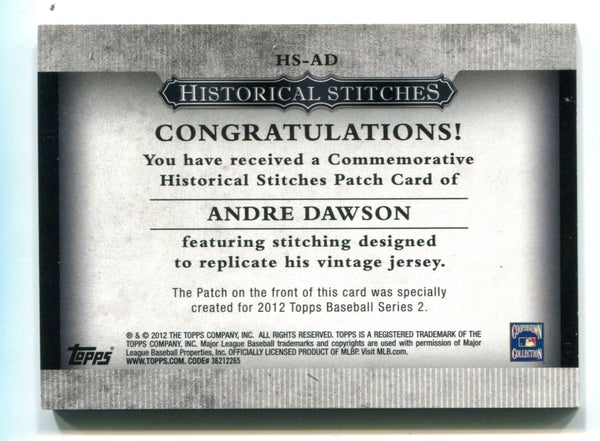 HS-AD
HISTORICAL STITCHES
CONGRATULATIONS!
You have received a Commemorative
Historical Stitches Patch Card of
ANDRE DAWSON
featuring stitching designed
to replicate his vintage jersey.
The Patch on the front of this card was specially
created for 2012 Topps Baseball Series 2.
® & © 2012 THE TOPPS COMPANY, INC. ALL RIGHTS RESERVED. TOPPS IS A REGISTERED TRADEMARK OF THE
TOPPS COMPANY, INC. Major League Baseball trademarks and copyrights are used with permission of Major
League Baseball Properties, Inc. OFFICIALLY LICENSED PRODUCT OF MLBP. Visit MLB.com.
WWW.TOPPS.COM. CODE# 36212265
Topps
COOPERSTOWN
COLLECTION